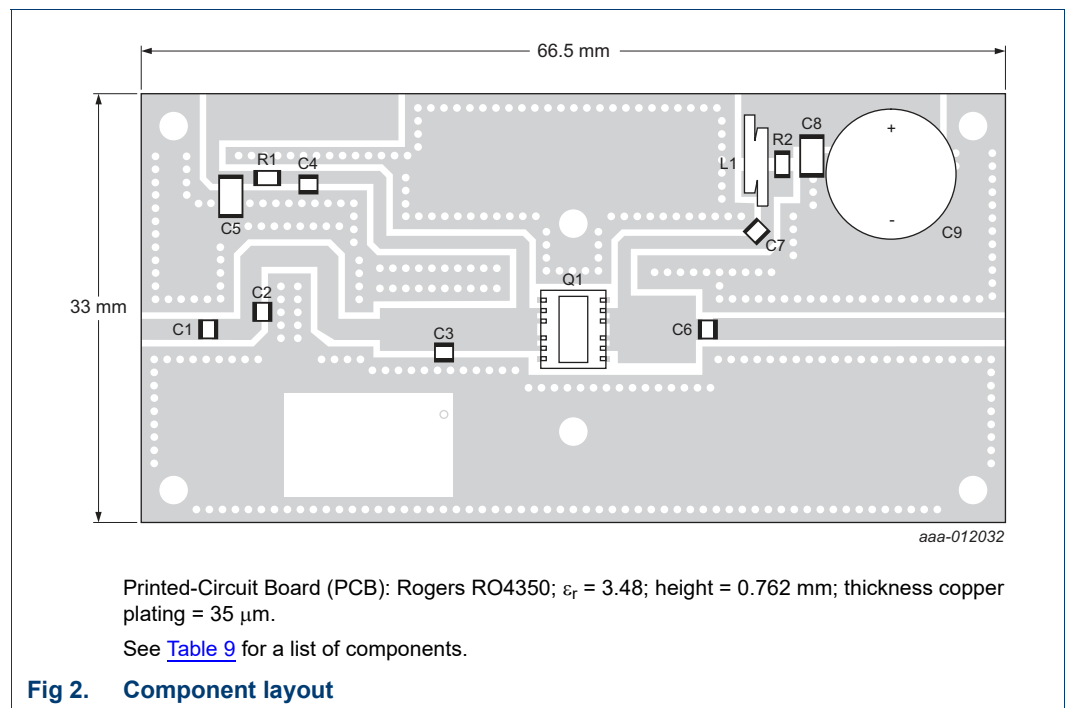 66.5 mm
C8
+
R2
R1
C4
L1
C5
C9
-
C7
Q1
C2
33 mm
C1
C3
C6
aaa-012032
Printed-Circuit Board (PCB): Rogers RO4350; εr = 3.48; height = 0.762 mm; thickness copper
plating = 35 μm.
See Table 9 for a list of components.
Fig 2. Component layout